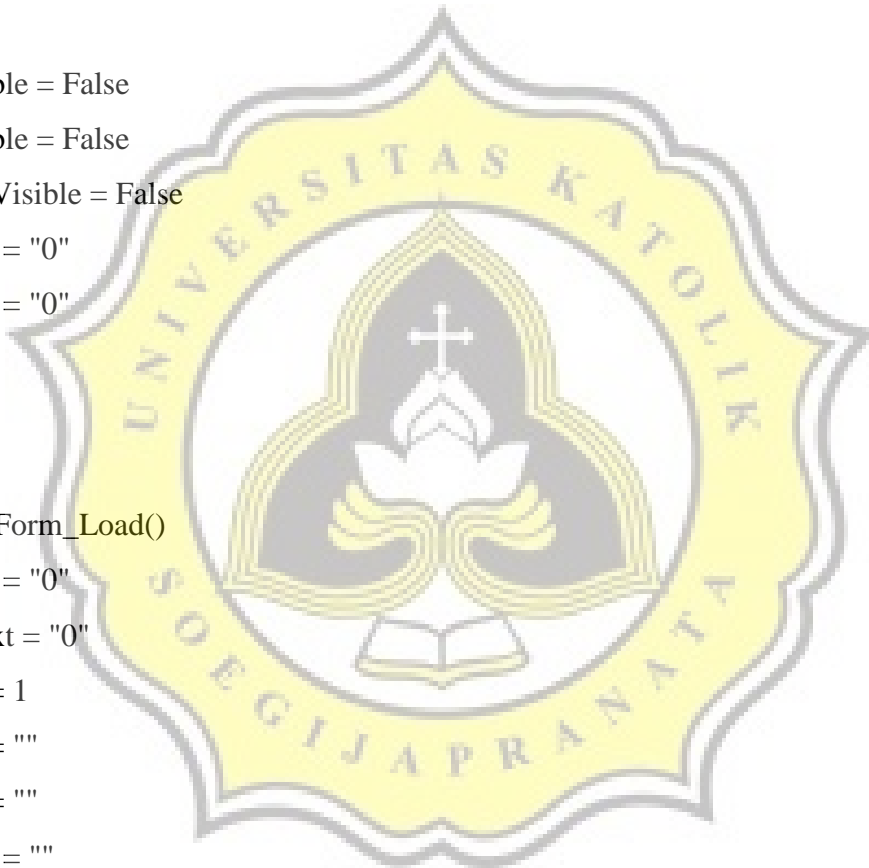 ble = False
ble = False
Visible = False
= "0"
= "0"
UNIVERSITAS KATOLIK
Form_Load()
= "0"
xt = "0"
= 1
= ""
= ""
= ""
SOEGIJAPRANATA